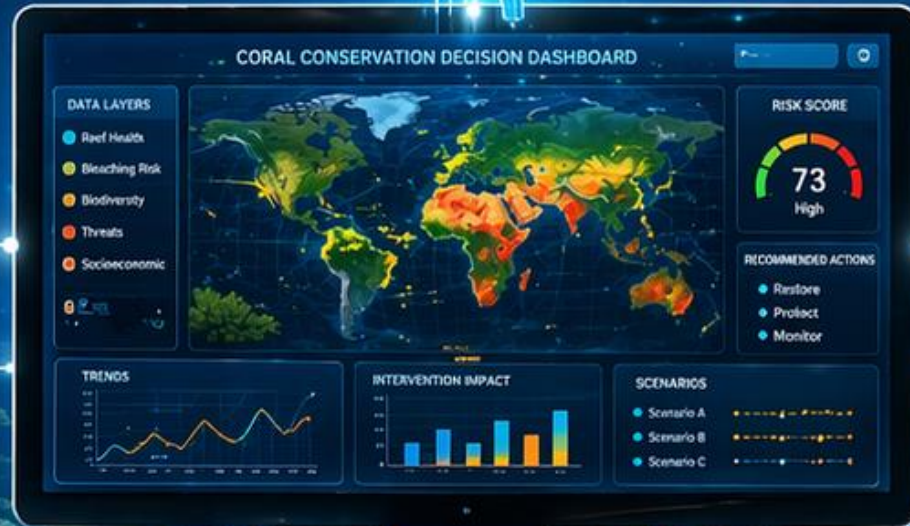 CORAL CONSERVATION DECISION DASHBOARD
DATA LAYERS
Reef Health
Bleaching Risk
Biodiversity
Threats
Socioeconomic
RISK SCORE
73
High
RECOMMENDED ACTIONS
Restore
Protect
Monitor
TRENDS
INTERVENTION IMPACT
SCENARIOS
Scenario A
Scenario B
Scenario C